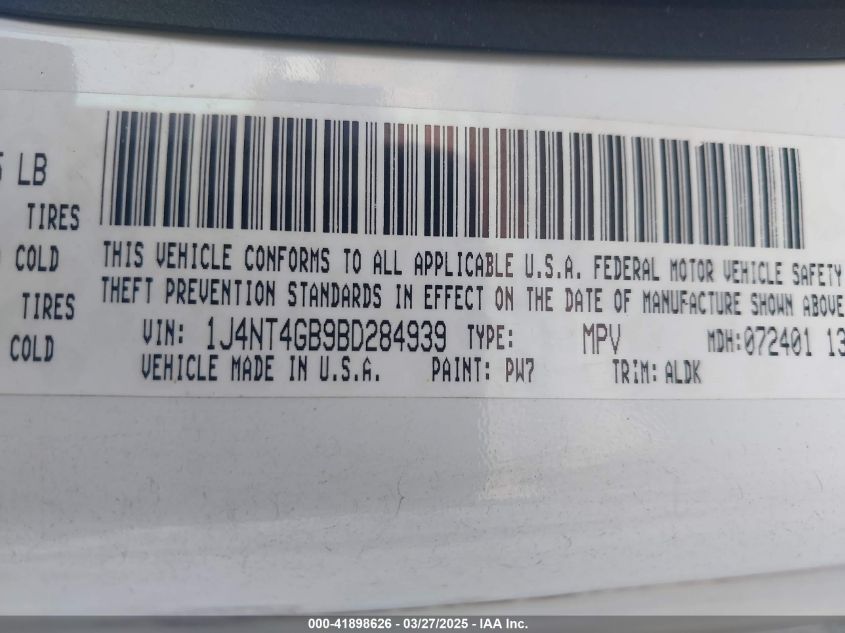 5 LB
TIRES
COLD
TIRES
COLD
THIS VEHICLE CONFORMS TO ALL APPLICABLE U.S.A. FEDERAL MOTOR VEHICLE SAFETY
THEFT PREVENTION STANDARDS IN EFFECT ON THE DATE OF MANUFACTURE SHOWN ABOVE
VIN: 1J4NT4GB9BD284939 TYPE: MPV MDH:072401 13
VEHICLE MADE IN U.S.A. PAINT: PW7 TRIM: ALDK
000-41898626 — 03/27/2025 — IAA Inc.